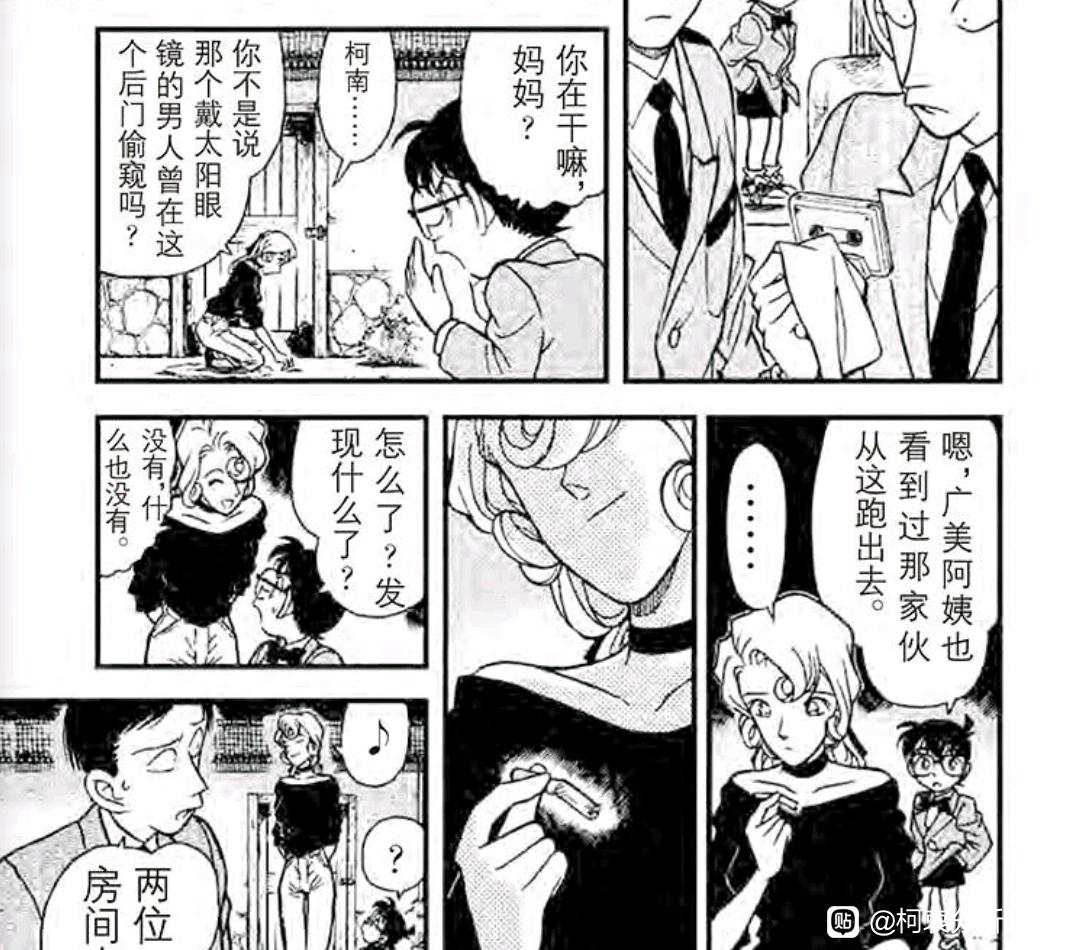 你在干嘛，
妈妈？
柯南……
你不是说
那个戴太阳眼
镜的男人曾在这
个后门偷窥吗？
嗯，广美阿姨也
看到过那家伙
从这跑出去。
……
怎么了？发
现什么了？
没有，什
么也没有。
♪
？
两位
房间
贴